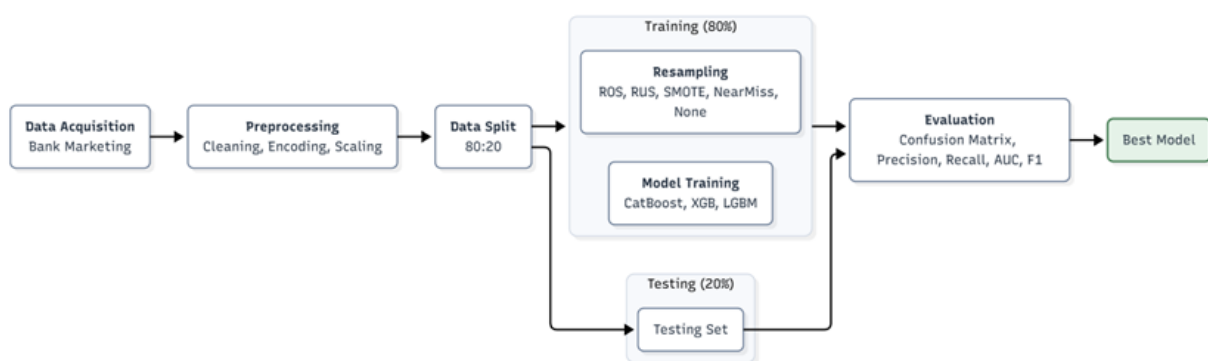 Data Acquisition
Bank Marketing
Preprocessing
Cleaning, Encoding, Scaling
Data Split
80:20
Training (80%)
Resampling
ROS, RUS, SMOTE, NearMiss,
None
Model Training
CatBoost, XGB, LGBM
Testing (20%)
Testing Set
Evaluation
Confusion Matrix,
Precision, Recall, AUC, F1
Best Model